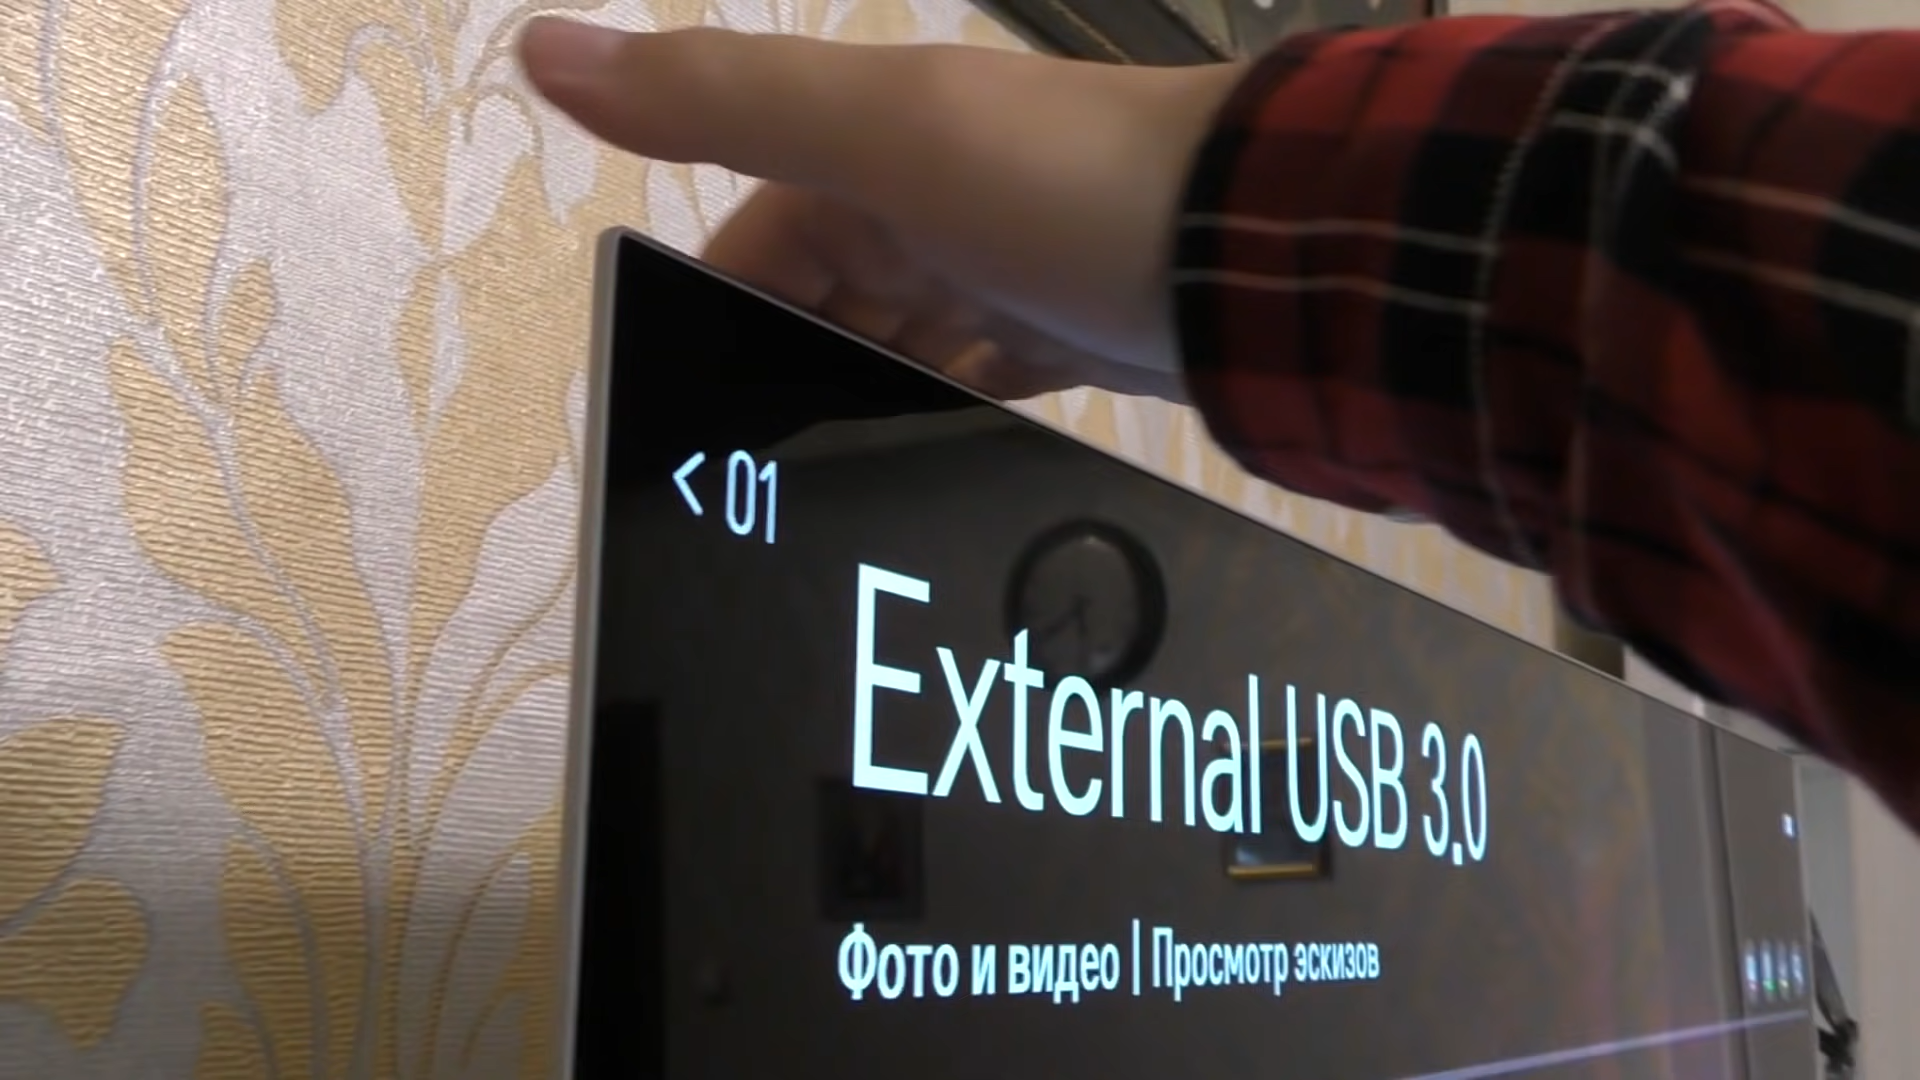 < 01
External USB 3.0
Фото и видео | Просмотр эскизов